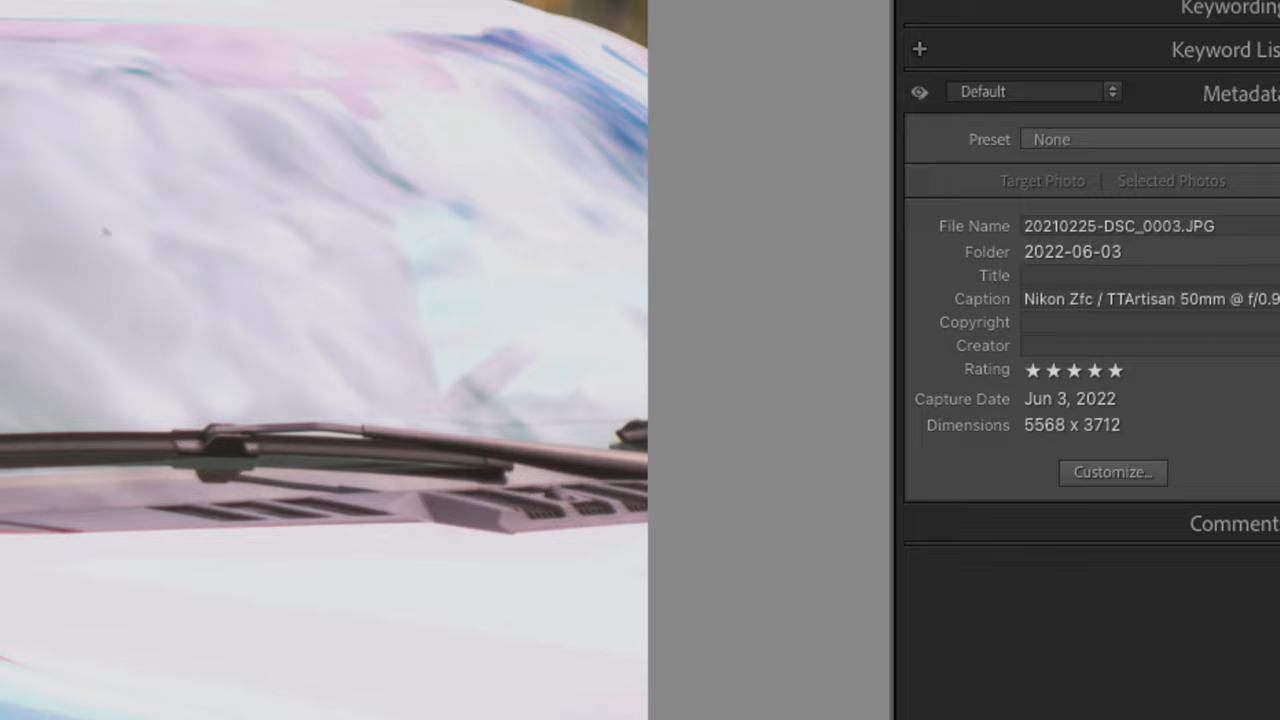 Keywording
Keyword Lis
Default
Metadata
Preset None
Target Photo | Selected Photos
File Name 20210225-DSC_0003.JPG
Folder 2022-06-03
Title
Caption Nikon Zfc / TTArtisan 50mm @ f/0.9
Copyright
Creator
Rating ★★★★★
Capture Date Jun 3, 2022
Dimensions 5568 x 3712
Customize...
Comment